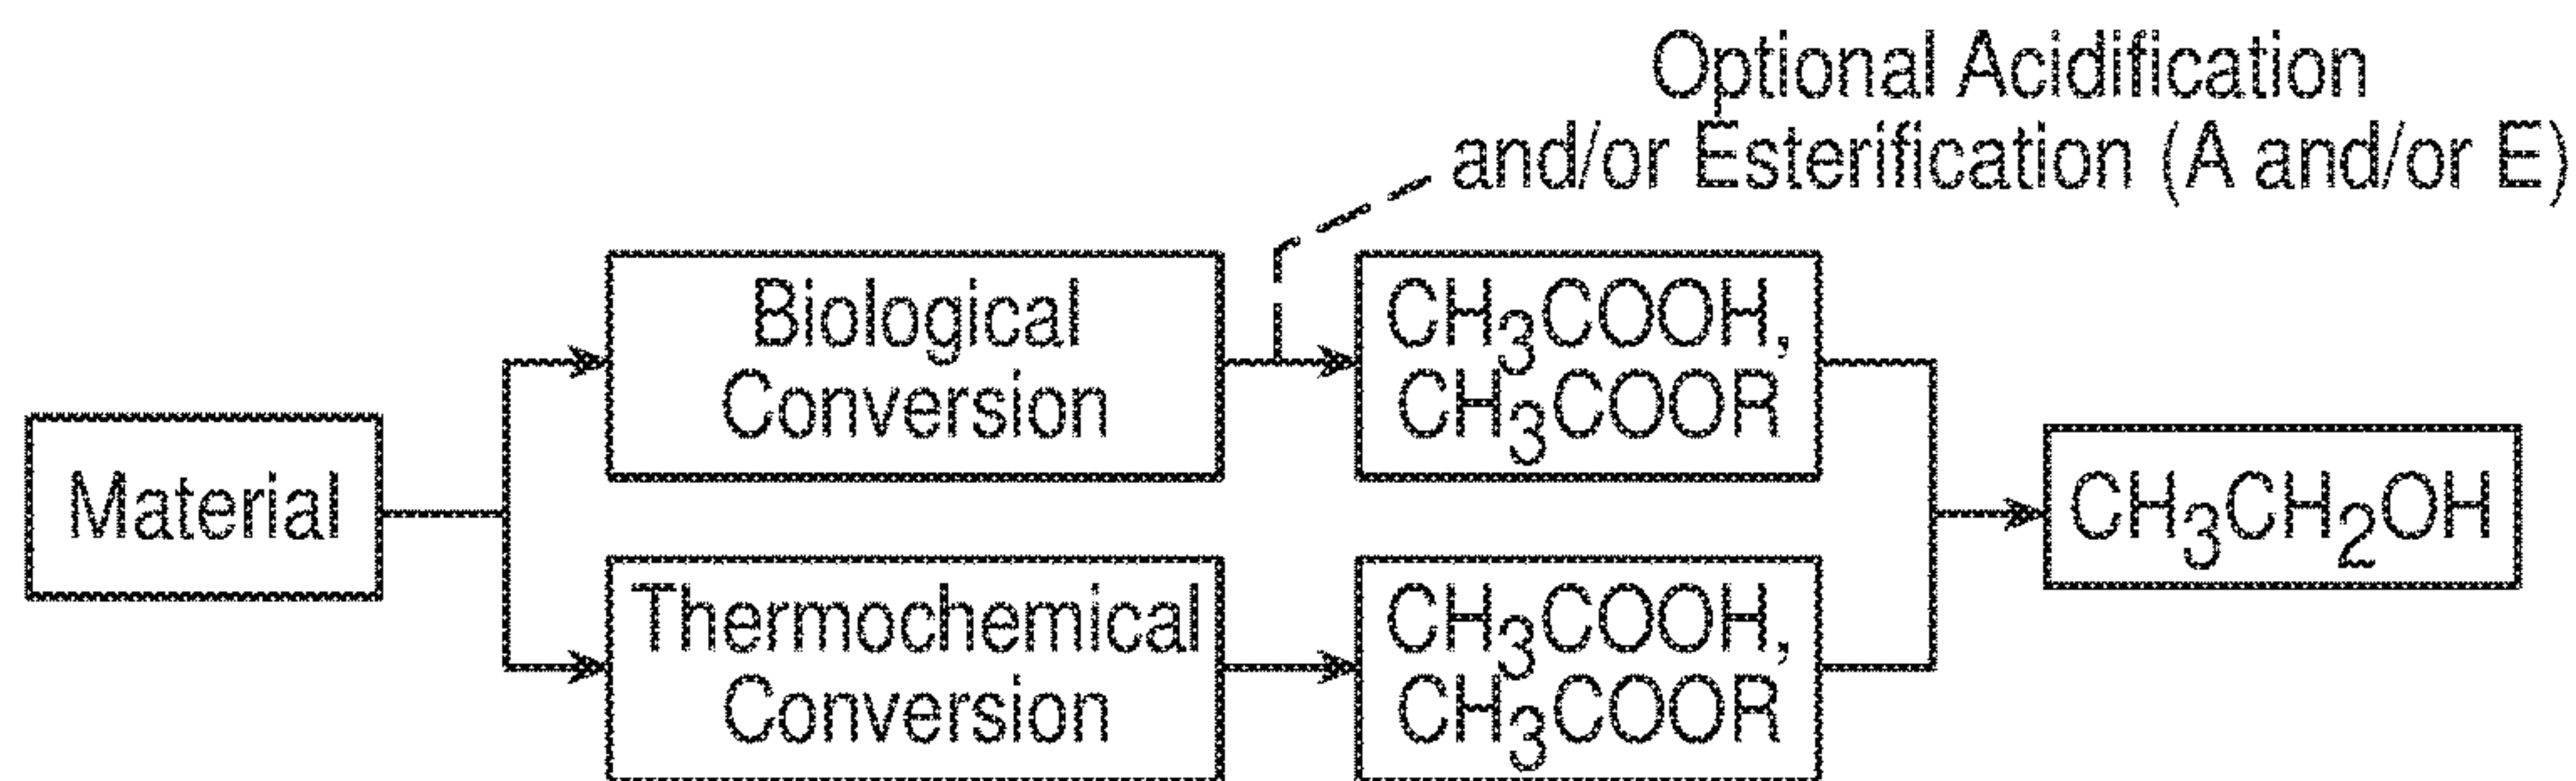 Optional Acidification
and/or Esterification (A and/or E)
Material
Biological
Conversion
CH3COOH,
CH3COOR
Thermochemical
Conversion
CH3COOH,
CH3COOR
CH3CH2OH